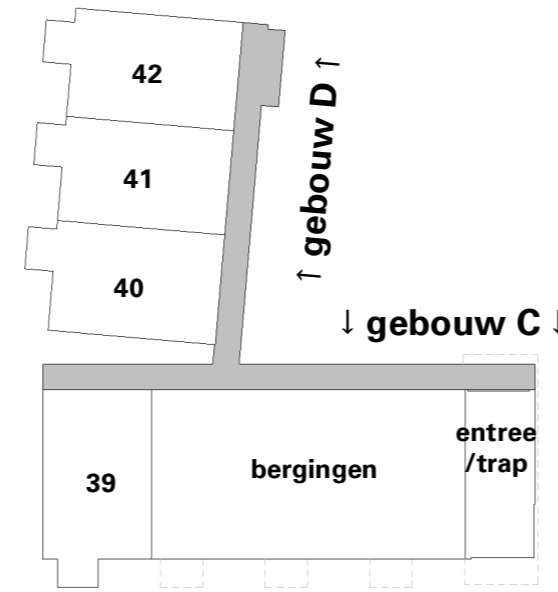 42
41
40
↑ gebouw D ↑
↓ gebouw C ↓
39
bergingen
entree
/trap